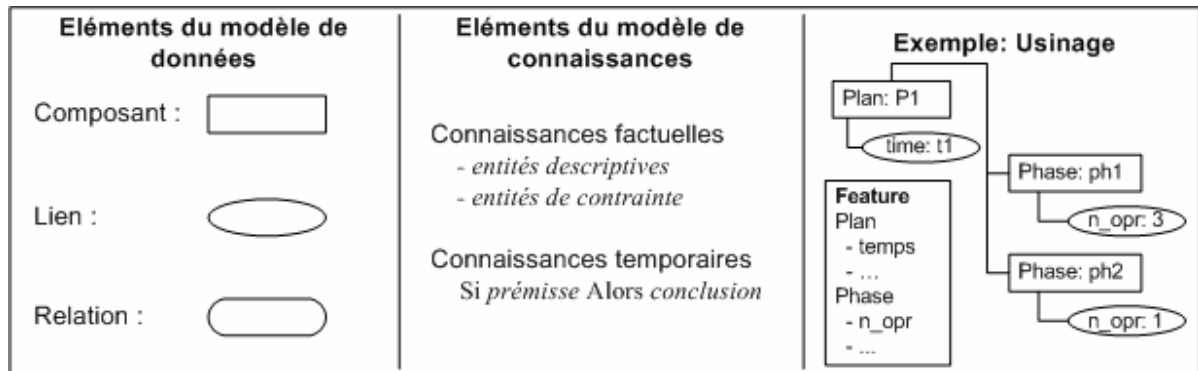 Eléments du modèle de
données
Composant :
Lien :
Relation :
Eléments du modèle de
connaissances
Connaissances factuelles
- entités descriptives
- entités de contrainte
Connaissances temporaires
Si prémisse Alors conclusion
Exemple: Usinage
Plan: P1
time: t1
Phase: ph1
n_opr: 3
Phase: ph2
n_opr: 1
Feature
Plan
- temps
- ...
Phase
- n_opr
- ...